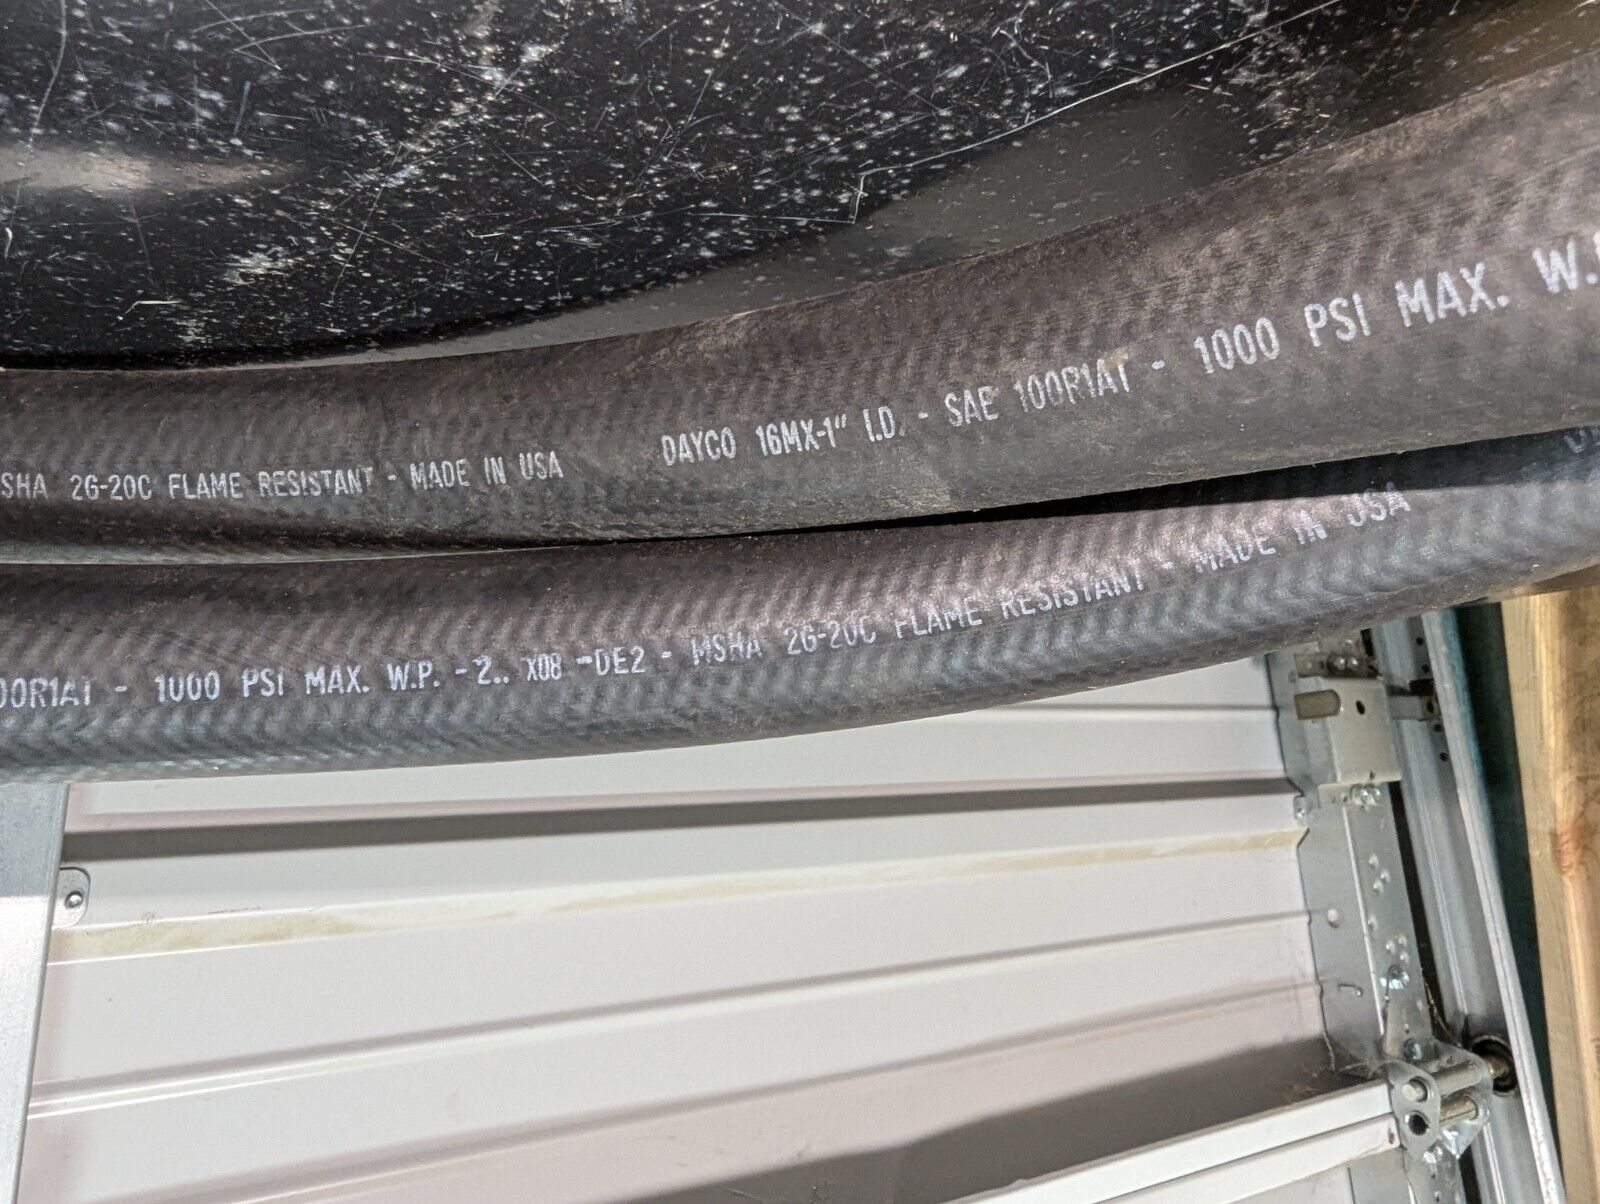 DAYCO 16MX-1" I.D. - SAE 100R1AT - 1000 PSI MAX. W.
SHA 2G-20C FLAME RESISTANT - MADE IN USA
00R1AT - 1000 PSI MAX. W.P. - 2.. X08 -DE2 - MSHA 2G-20C FLAME RESISTANT - MADE IN USA